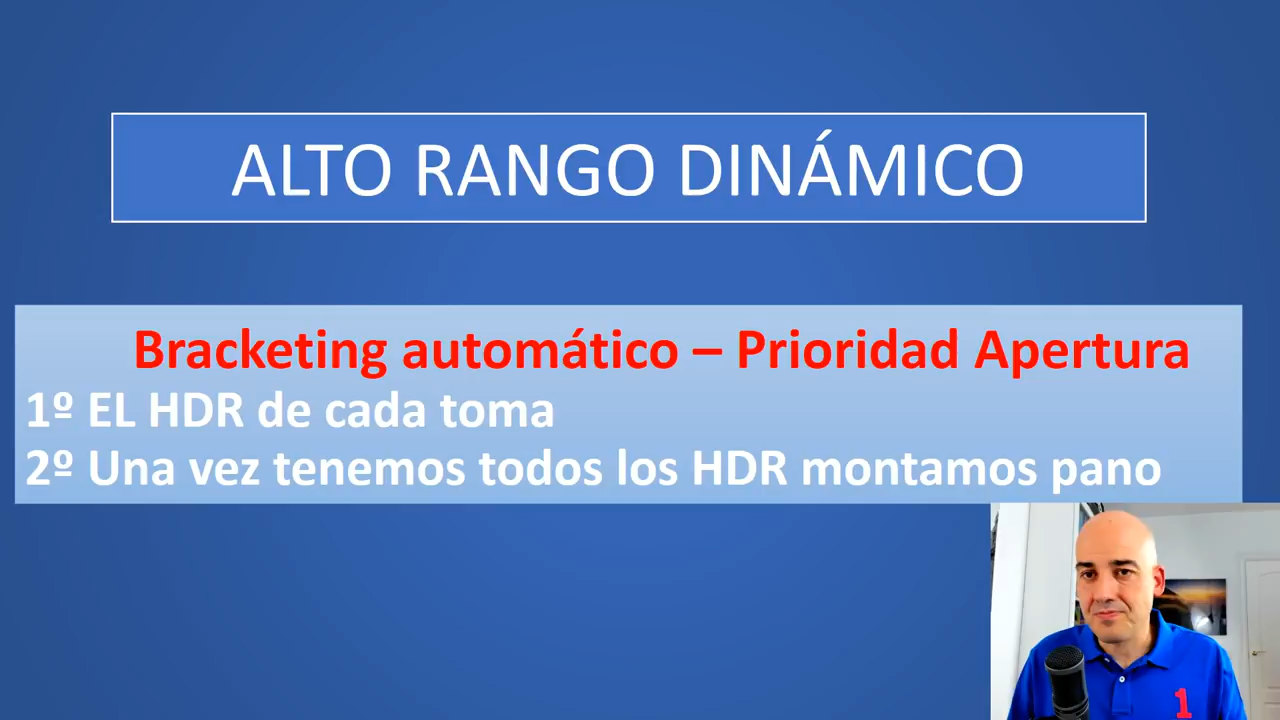 ALTO RANGO DINÁMICO
Bracketing automático – Prioridad Apertura
1º EL HDR de cada toma
2º Una vez tenemos todos los HDR montamos pano
1